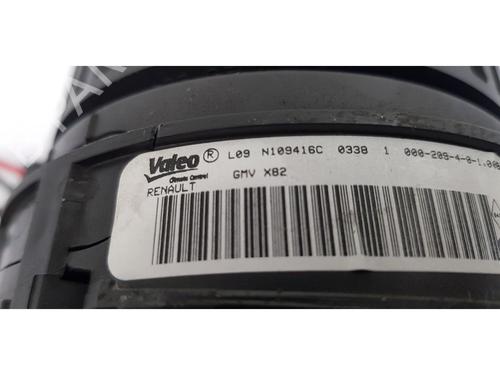 Valeo® L09 N109416C 0338 1 000-209-4-0-1.00
Climate Control
RENAULT GMV X82